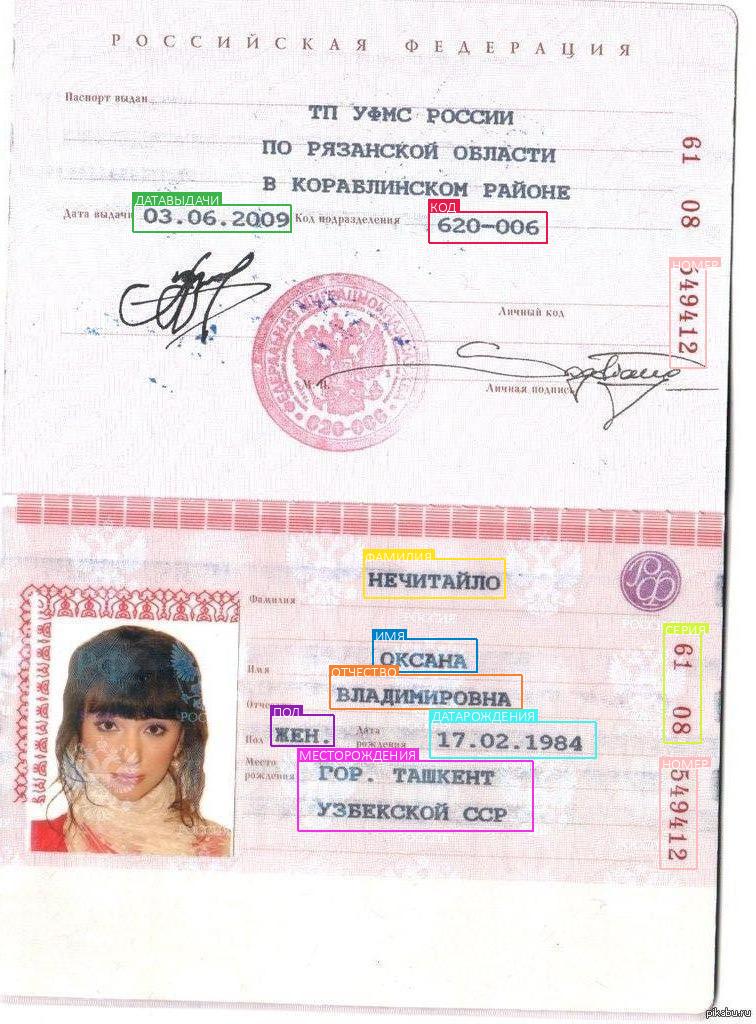 РОССИЙСКАЯ ФЕДЕРАЦИЯ
Паспорт выдан
ТП УФМС РОССИИ
ПО РЯЗАНСКОЙ ОБЛАСТИ
В КОРАБЛИНСКОМ РАЙОНЕ
ДАТАВЫДАЧИ
КОД
Дата выдачи 03.06.2009 Код подразделения 620-006
61 08
НОМЕР
549412
Личный код
Личная подпись
М.П.
620-006
ФАМИЛИЯ
НЕЧИТАЙЛО
Фамилия
ИМЯ
ОКСАНА
Имя
ОТЧЕСТВО
ВЛАДИМИРОВНА
ПОЛ
ДАТАРОЖДЕНИЯ
Пол ЖЕН. Дата рождения 17.02.1984
МЕСТОРОЖДЕНИЯ
Место рождения ГОР. ТАШКЕНТ
УЗБЕКСКОЙ ССР
СЕРИЯ
61 08
НОМЕР
549412
pikabu.ru